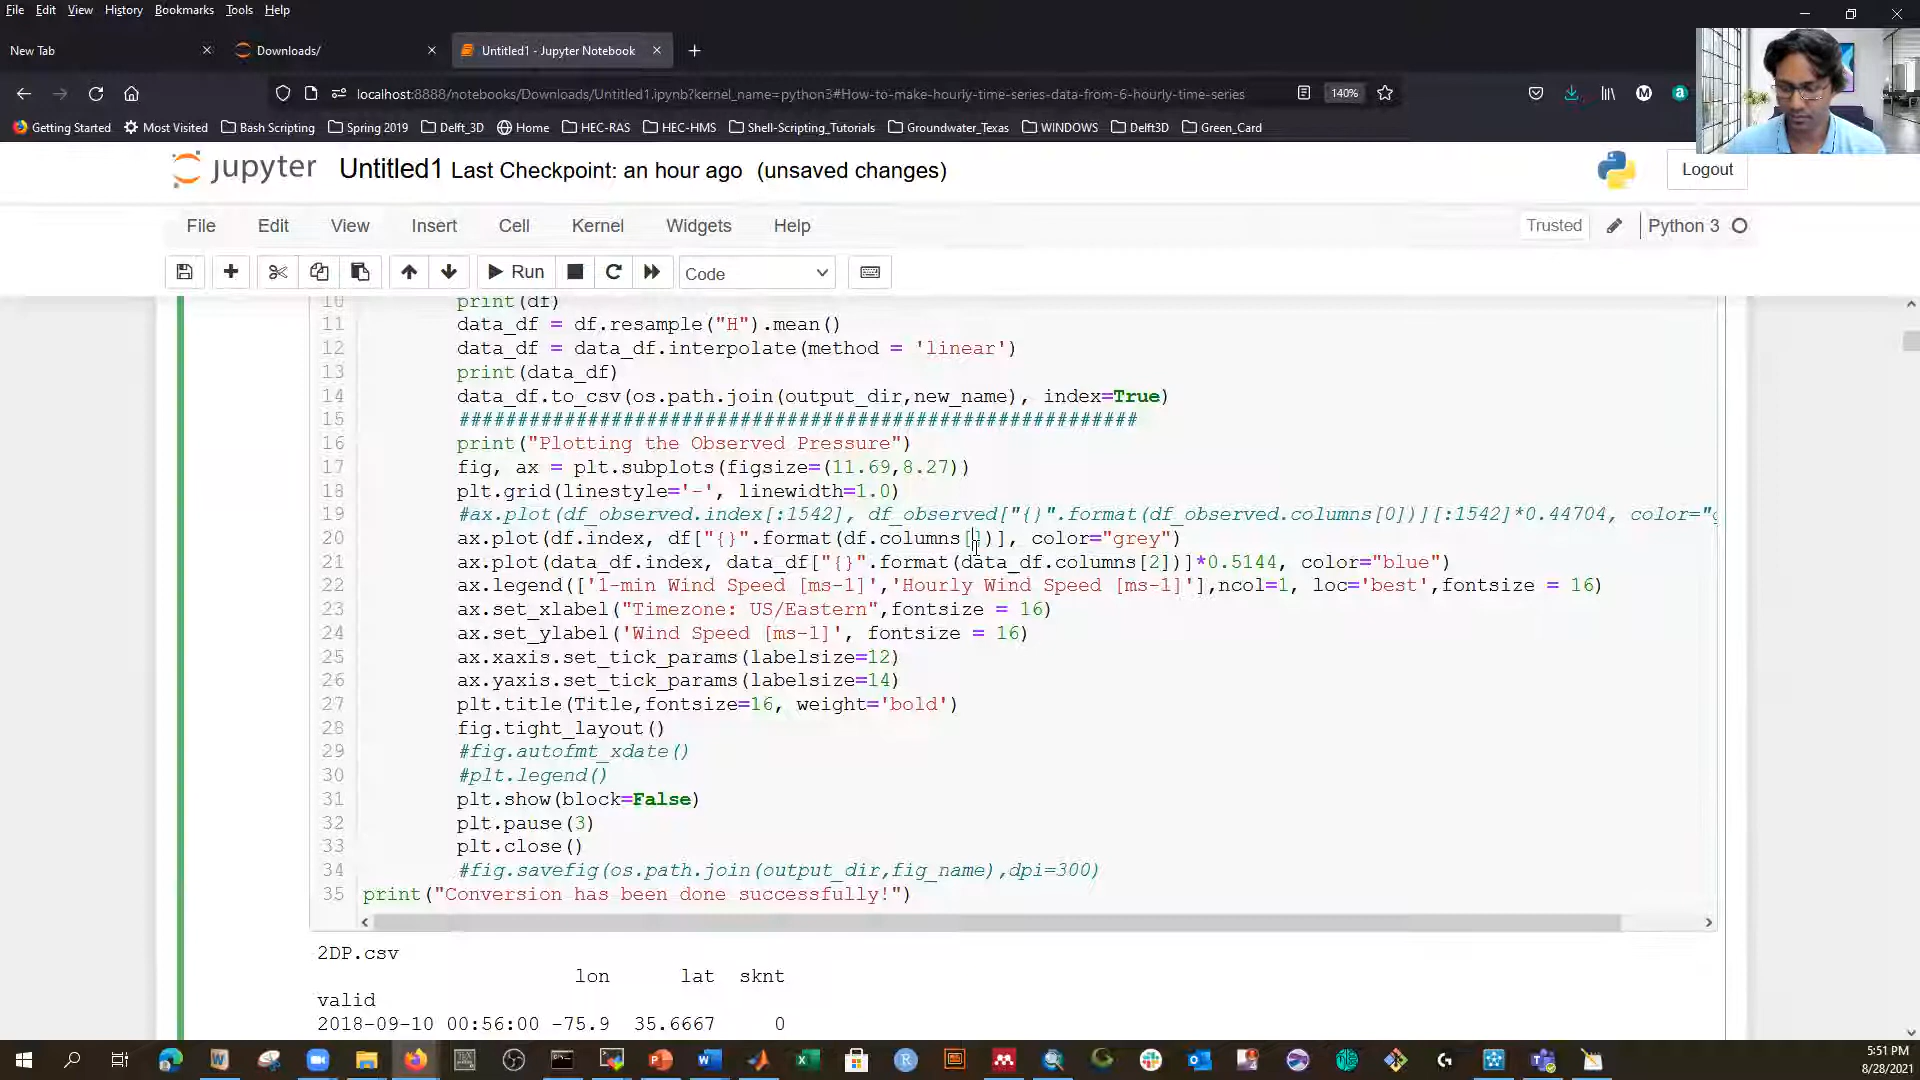 File Edit View History Bookmarks Tools Help
New Tab
Downloads/
Untitled1 - Jupyter Notebook
localhost:8888/notebooks/Downloads/Untitled1.ipynb?kernel_name=python3#How-to-make-hourly-time-series-data-from-6-hourly-time-series
140%
Getting Started Most Visited Bash Scripting Spring 2019 Delft_3D Home HEC-RAS HEC-HMS Shell-Scripting_Tutorials Groundwater_Texas WINDOWS Delft3D Green_Card
jupyter Untitled1 Last Checkpoint: an hour ago (unsaved changes)
Logout
File Edit View Insert Cell Kernel Widgets Help
Trusted Python 3
Run Code
10 print(df)
11 data_df = df.resample("H").mean()
12 data_df = data_df.interpolate(method = 'linear')
13 print(data_df)
14 data_df.to_csv(os.path.join(output_dir,new_name), index=True)
15 ##########################################################
16 print("Plotting the Observed Pressure")
17 fig, ax = plt.subplots(figsize=(11.69,8.27))
18 plt.grid(linestyle='-', linewidth=1.0)
19 #ax.plot(df_observed.index[:1542], df_observed["{}".format(df_observed.columns[0])][:1542]*0.44704, color="g
20 ax.plot(df.index, df["{}".format(df.columns[])], color="grey")
21 ax.plot(data_df.index, data_df["{}".format(data_df.columns[2])]*0.5144, color="blue")
22 ax.legend(['1-min Wind Speed [ms-1]','Hourly Wind Speed [ms-1]'],ncol=1, loc='best',fontsize = 16)
23 ax.set_xlabel("Timezone: US/Eastern",fontsize = 16)
24 ax.set_ylabel('Wind Speed [ms-1]', fontsize = 16)
25 ax.xaxis.set_tick_params(labelsize=12)
26 ax.yaxis.set_tick_params(labelsize=14)
27 plt.title(Title,fontsize=16, weight='bold')
28 fig.tight_layout()
29 #fig.autofmt_xdate()
30 #plt.legend()
31 plt.show(block=False)
32 plt.pause(3)
33 plt.close()
34 #fig.savefig(os.path.join(output_dir,fig_name),dpi=300)
35 print("Conversion has been done successfully!")
2DP.csv
lon lat sknt
valid
2018-09-10 00:56:00 -75.9 35.6667 0
5:51 PM
8/28/2021